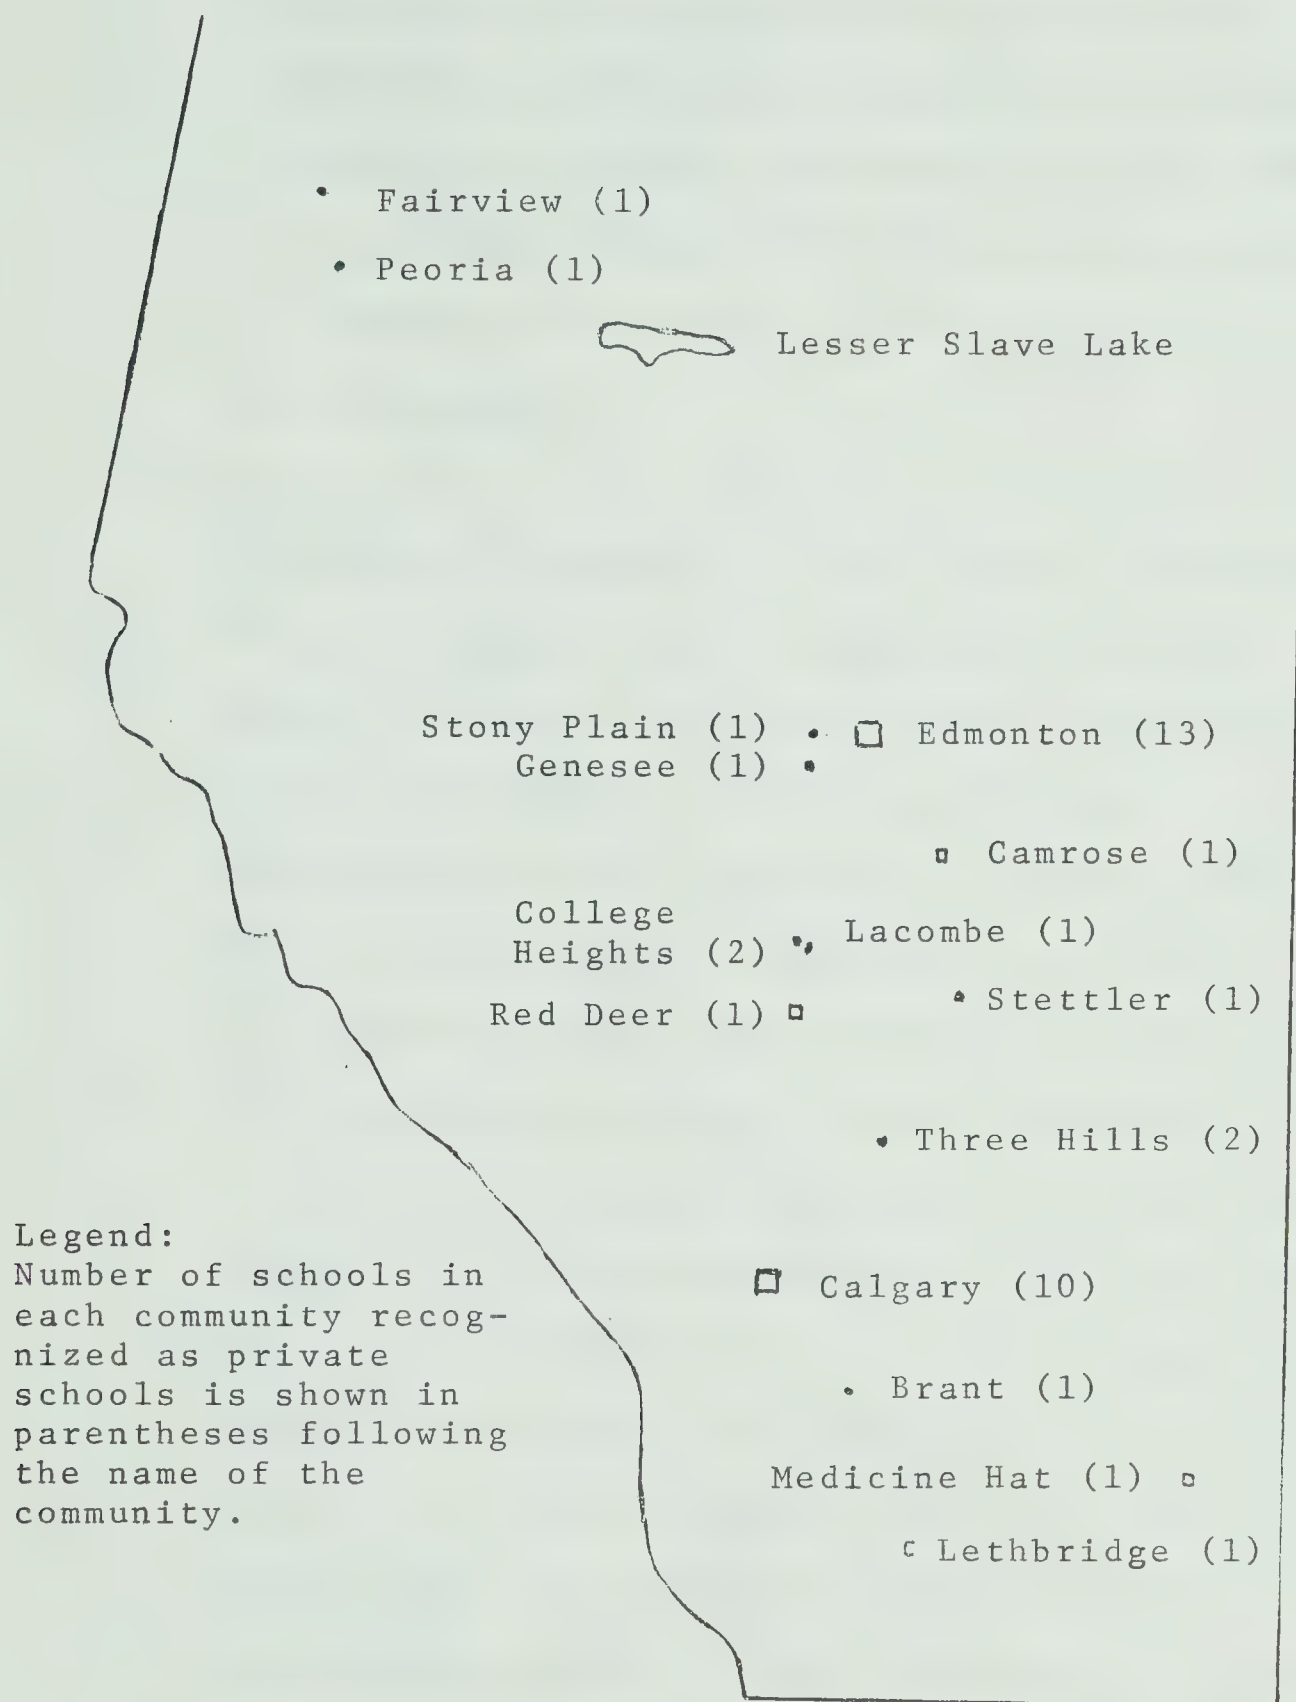 Fairview (1)
Peoria (1)
Lesser Slave Lake
Stony Plain (1)
Edmonton (13)
Genesee (1)
Camrose (1)
College
Heights (2)
Lacombe (1)
Stettler (1)
Red Deer (1)
Three Hills (2)
Legend:
Number of schools in
each community recog-
nized as private
schools is shown in
parentheses following
the name of the
community.
Calgary (10)
Brant (1)
Medicine Hat (1)
Lethbridge (1)